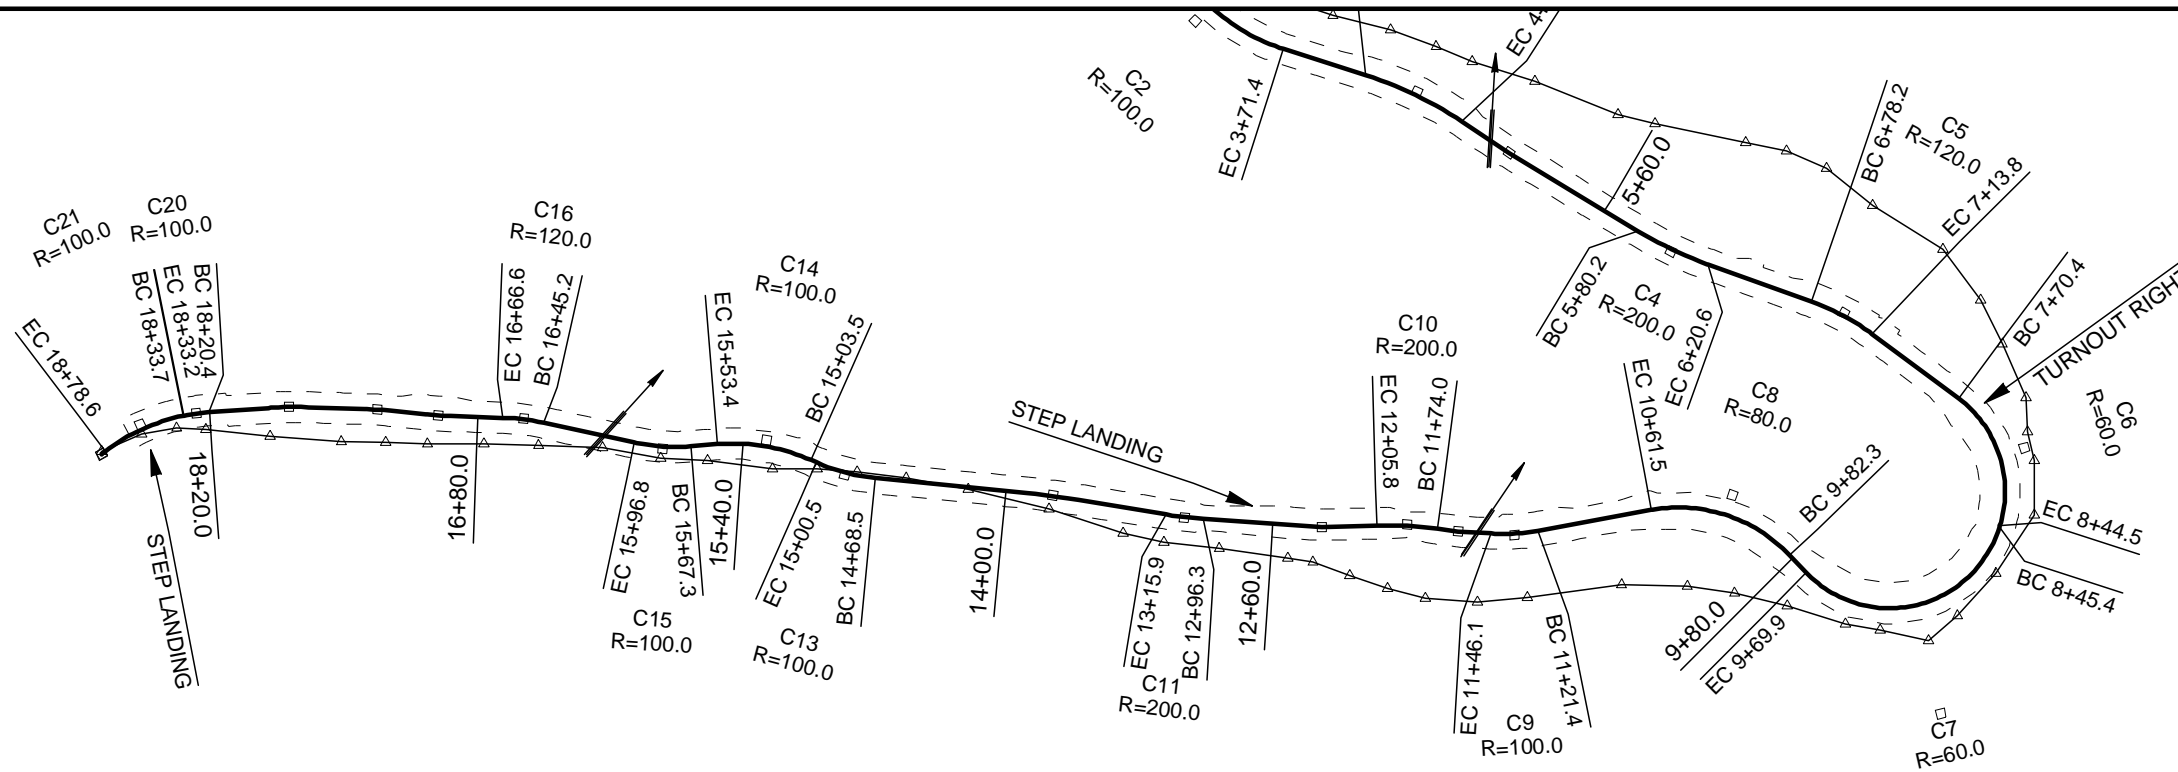 C2
R=100.0
EC 3+71.4
EC 4+
5+60.0
BC 6+78.2
C5
R=120.0
EC 7+13.8
BC 7+70.4
TURNOUT RIGHT
BC 5+80.2
C4
R=200.0
EC 6+20.6
C6
R=60.0
C8
R=80.0
EC 10+61.5
BC 9+82.3
EC 8+44.5
BC 8+45.4
9+80.0
EC 9+69.9
C7
R=60.0
C21
R=100.0
C20
R=100.0
EC 18+78.6
BC 18+33.7
EC 18+33.2
BC 18+20.4
18+20.0
STEP LANDING
C16
R=120.0
EC 16+66.6
BC 16+45.2
16+80.0
C14
R=100.0
EC 15+53.4
BC 15+03.5
EC 15+96.8
BC 15+67.3
15+40.0
C15
R=100.0
EC 15+00.5
BC 14+68.5
C13
R=100.0
14+00.0
STEP LANDING
C10
R=200.0
EC 12+05.8
BC 11+74.0
EC 13+15.9
BC 12+96.3
12+60.0
C11
R=200.0
EC 11+46.1
BC 11+21.4
C9
R=100.0